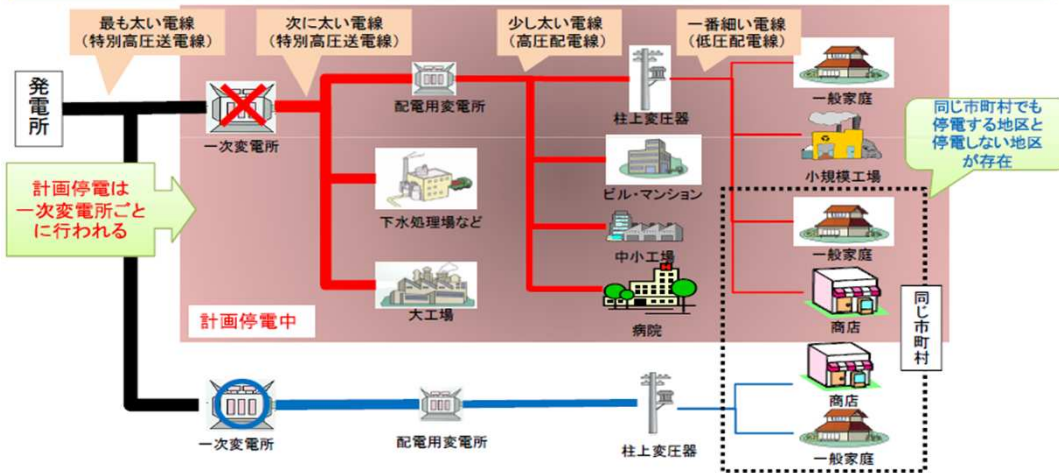 最も太い電線
(特別高圧送電線)
次に太い電線
(特別高圧送電線)
少し太い電線
(高圧配電線)
一番細い電線
(低圧配電線)
発電所
一次変電所
配電用変電所
柱上変圧器
一般家庭
同じ市町村でも
停電する地区と
停電しない地区
が存在
計画停電は
一次変電所ごと
に行われる
下水処理場など
ビル・マンション
小規模工場
中小工場
一般家庭
大工場
病院
商店
同じ市町村
計画停電中
商店
一次変電所
配電用変電所
柱上変圧器
一般家庭